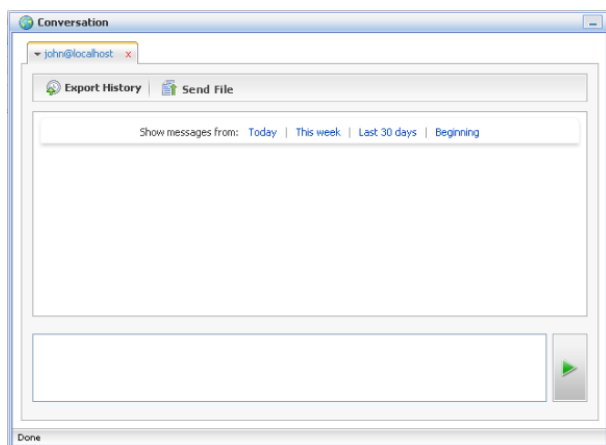 Conversation
john@localhost x
Export History Send File
Show messages from: Today | This week | Last 30 days | Beginning
Done